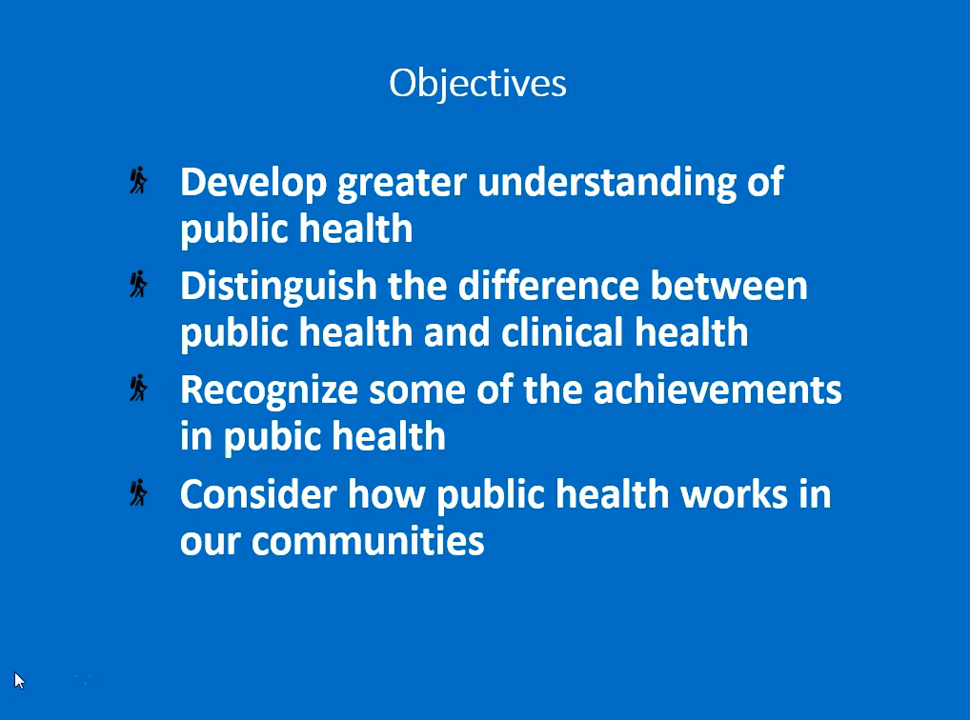 Objectives
Develop greater understanding of
public health
Distinguish the difference between
public health and clinical health
Recognize some of the achievements
in pubic health
Consider how public health works in
our communities